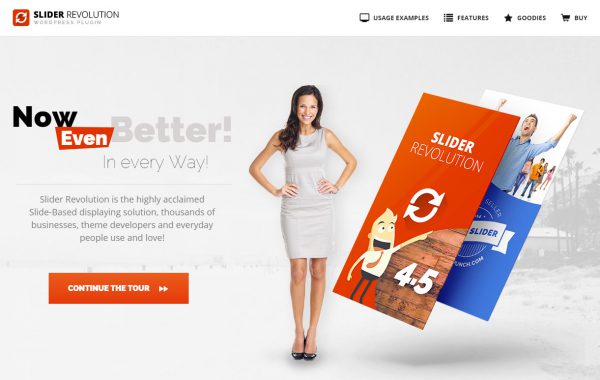 SLIDER REVOLUTION
WORDPRESS PLUGIN
USAGE EXAMPLES
FEATURES
GOODIES
BUY
Now
Even
Better!
In every Way!
Slider Revolution is the highly acclaimed
Slide-Based displaying solution, thousands of
businesses, theme developers and everyday
people use and love!
CONTINUE THE TOUR
SLIDER
REVOLUTION
4.5
SELLER
SLIDER